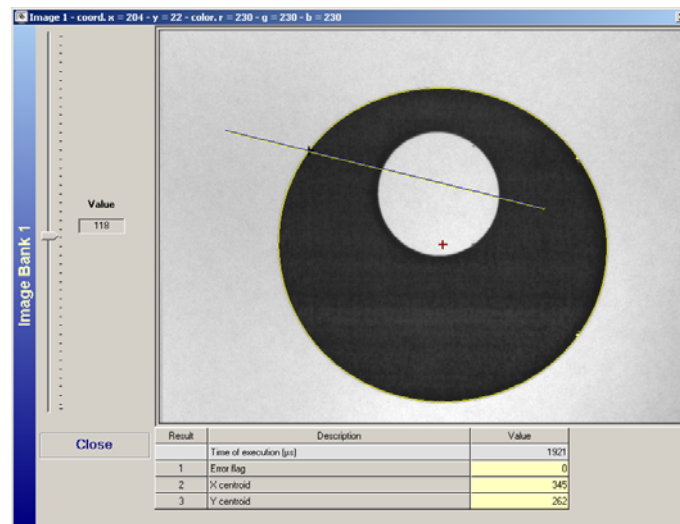 Image 1 - coord. x = 204 - y = 22 - color. r = 230 - g = 230 - b = 230
Image Bank 1
Value
118
Close
Result Description Value
Time of execution (µs) 1921
1 Error flag 0
2 X centroid 345
3 Y centroid 262